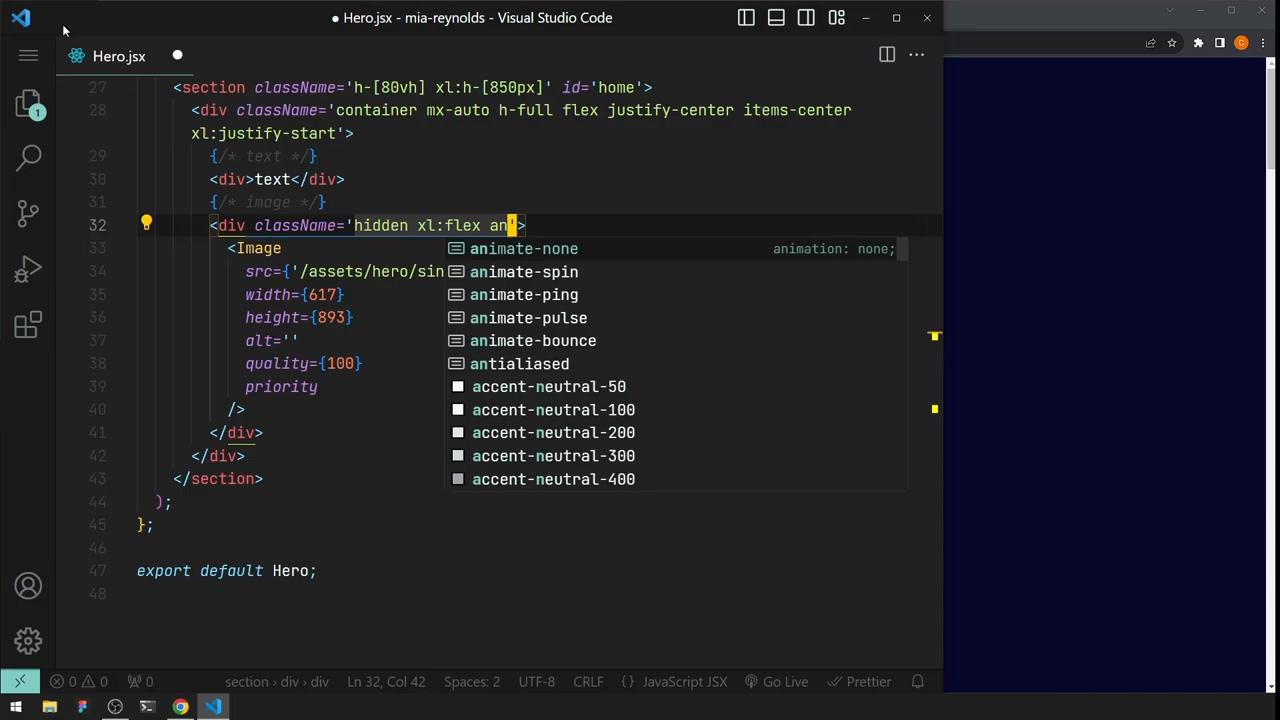 Hero.jsx - mia-reynolds - Visual Studio Code
Hero.jsx
27 <section className='h-[80vh] xl:h-[850px]' id='home'>
28 <div className='container mx-auto h-full flex justify-center items-center
xl:justify-start'>
29 {/* text */}
30 <div>text</div>
31 {/* image */}
32 <div className='hidden xl:flex an'>
33 <Image
34 src={'/assets/hero/sin
35 width={617}
36 height={893}
37 alt=''
38 quality={100}
39 priority
40 />
41 </div>
42 </div>
43 </section>
44 );
45 };
46
47 export default Hero;
48
animate-none animation: none;
animate-spin
animate-ping
animate-pulse
animate-bounce
antialiased
accent-neutral-50
accent-neutral-100
accent-neutral-200
accent-neutral-300
accent-neutral-400
1
C
0 0 0 section › div › div Ln 32, Col 42 Spaces: 2 UTF-8 CRLF {} JavaScript JSX Go Live Prettier